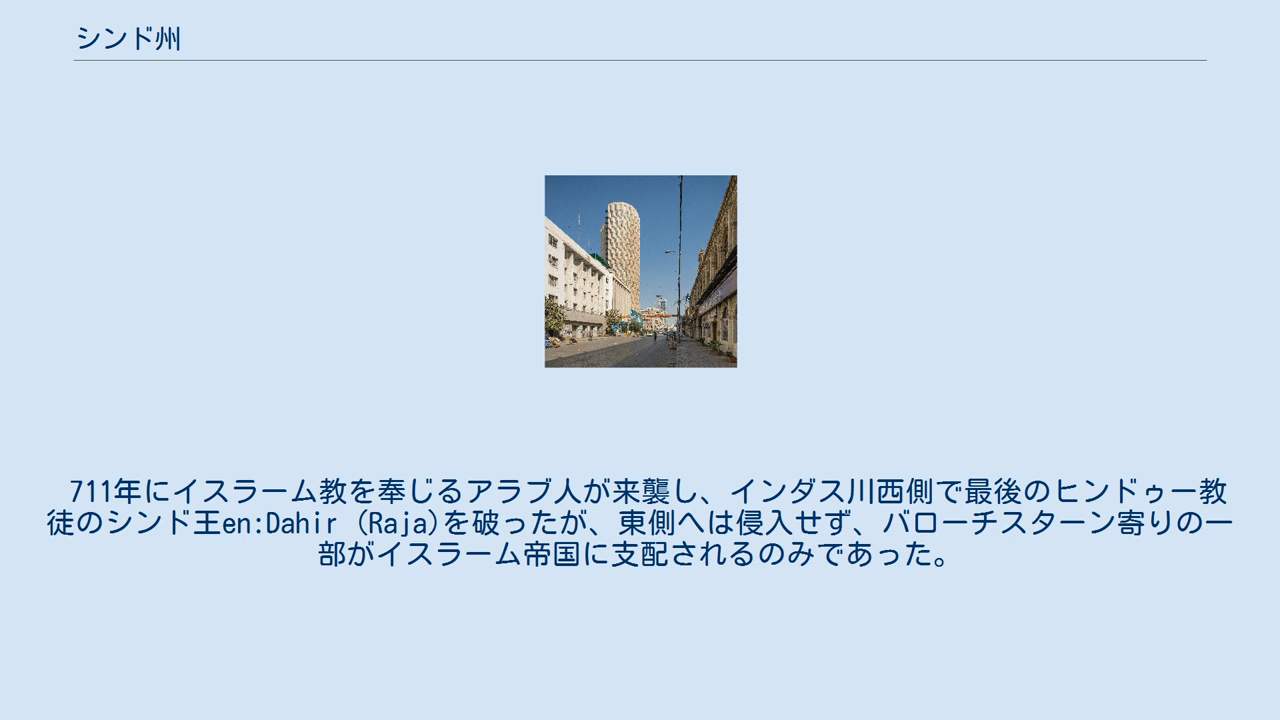 シンド州
711年にイスラーム教を奉じるアラブ人が来襲し、インダス川西側で最後のヒンドゥー教
徒のシンド王en:Dahir (Raja)を破ったが、東側へは侵入せず、バローチスターン寄りの一
部がイスラーム帝国に支配されるのみであった。